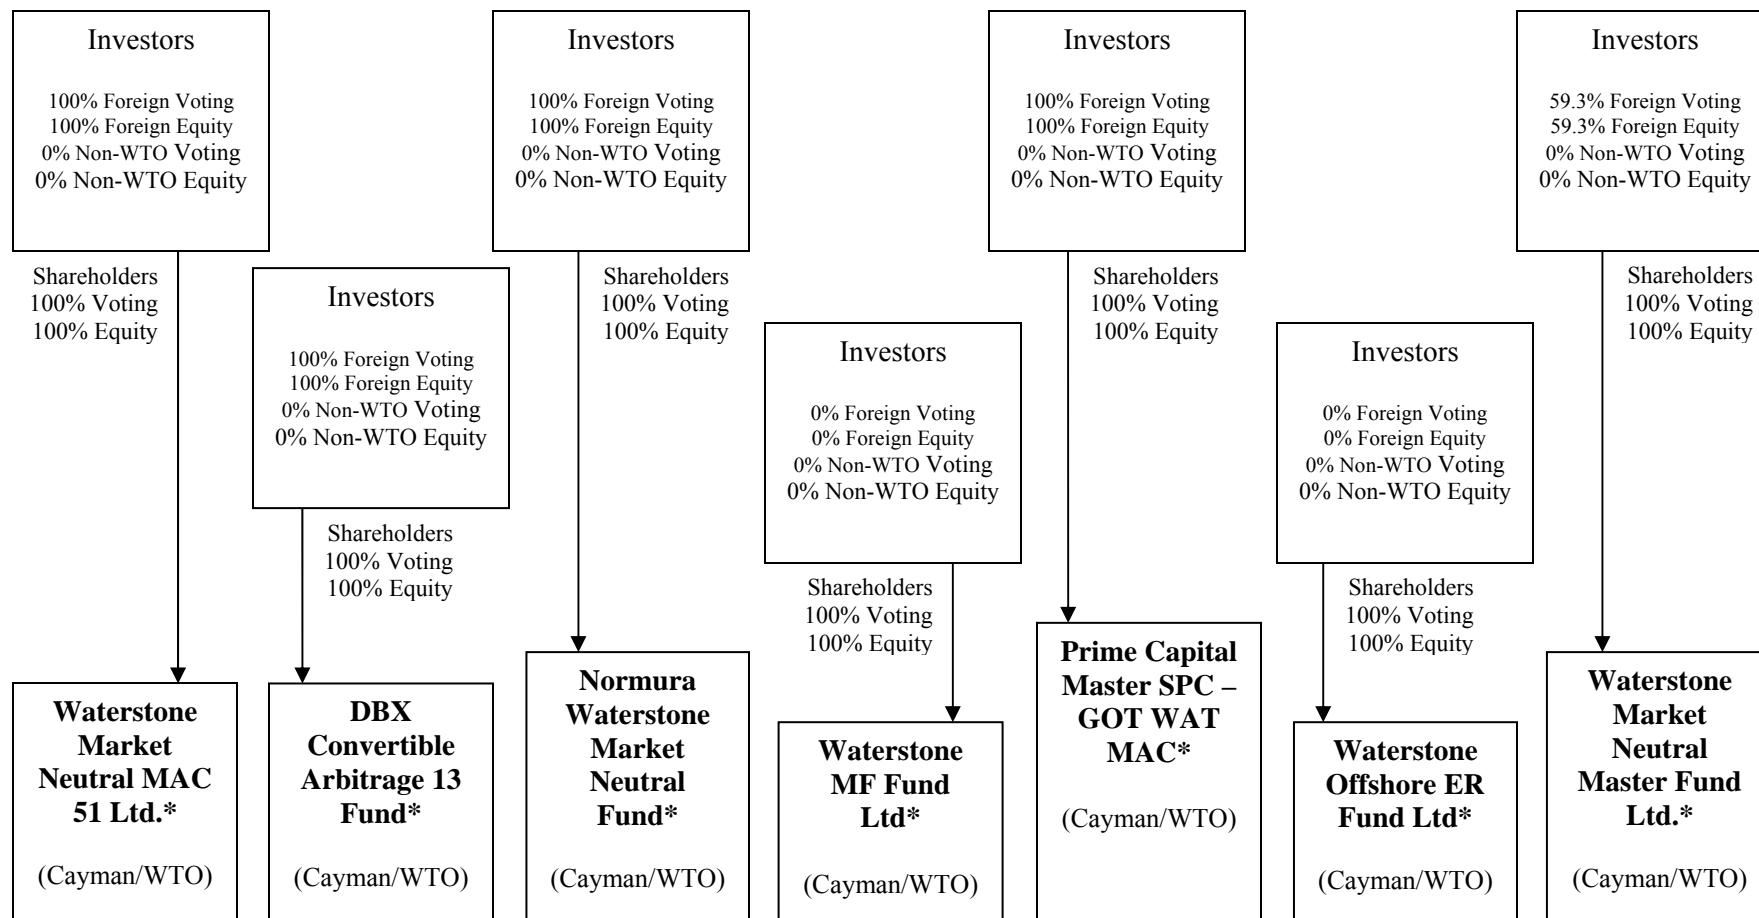 Investors
100% Foreign Voting
100% Foreign Equity
0% Non-WTO Voting
0% Non-WTO Equity
Shareholders
100% Voting
100% Equity
Waterstone
Market
Neutral MAC
51 Ltd.*
(Cayman/WTO)
Investors
100% Foreign Voting
100% Foreign Equity
0% Non-WTO Voting
0% Non-WTO Equity
Shareholders
100% Voting
100% Equity
DBX
Convertible
Arbitrage 13
Fund*
(Cayman/WTO)
Investors
100% Foreign Voting
100% Foreign Equity
0% Non-WTO Voting
0% Non-WTO Equity
Shareholders
100% Voting
100% Equity
Normura
Waterstone
Market
Neutral
Fund*
(Cayman/WTO)
Investors
0% Foreign Voting
0% Foreign Equity
0% Non-WTO Voting
0% Non-WTO Equity
Shareholders
100% Voting
100% Equity
Waterstone
MF Fund
Ltd*
(Cayman/WTO)
Investors
100% Foreign Voting
100% Foreign Equity
0% Non-WTO Voting
0% Non-WTO Equity
Shareholders
100% Voting
100% Equity
Prime Capital
Master SPC –
GOT WAT
MAC*
(Cayman/WTO)
Investors
0% Foreign Voting
0% Foreign Equity
0% Non-WTO Voting
0% Non-WTO Equity
Shareholders
100% Voting
100% Equity
Waterstone
Offshore ER
Fund Ltd*
(Cayman/WTO)
Investors
59.3% Foreign Voting
59.3% Foreign Equity
0% Non-WTO Voting
0% Non-WTO Equity
Shareholders
100% Voting
100% Equity
Waterstone
Market
Neutral
Master Fund
Ltd.*
(Cayman/WTO)